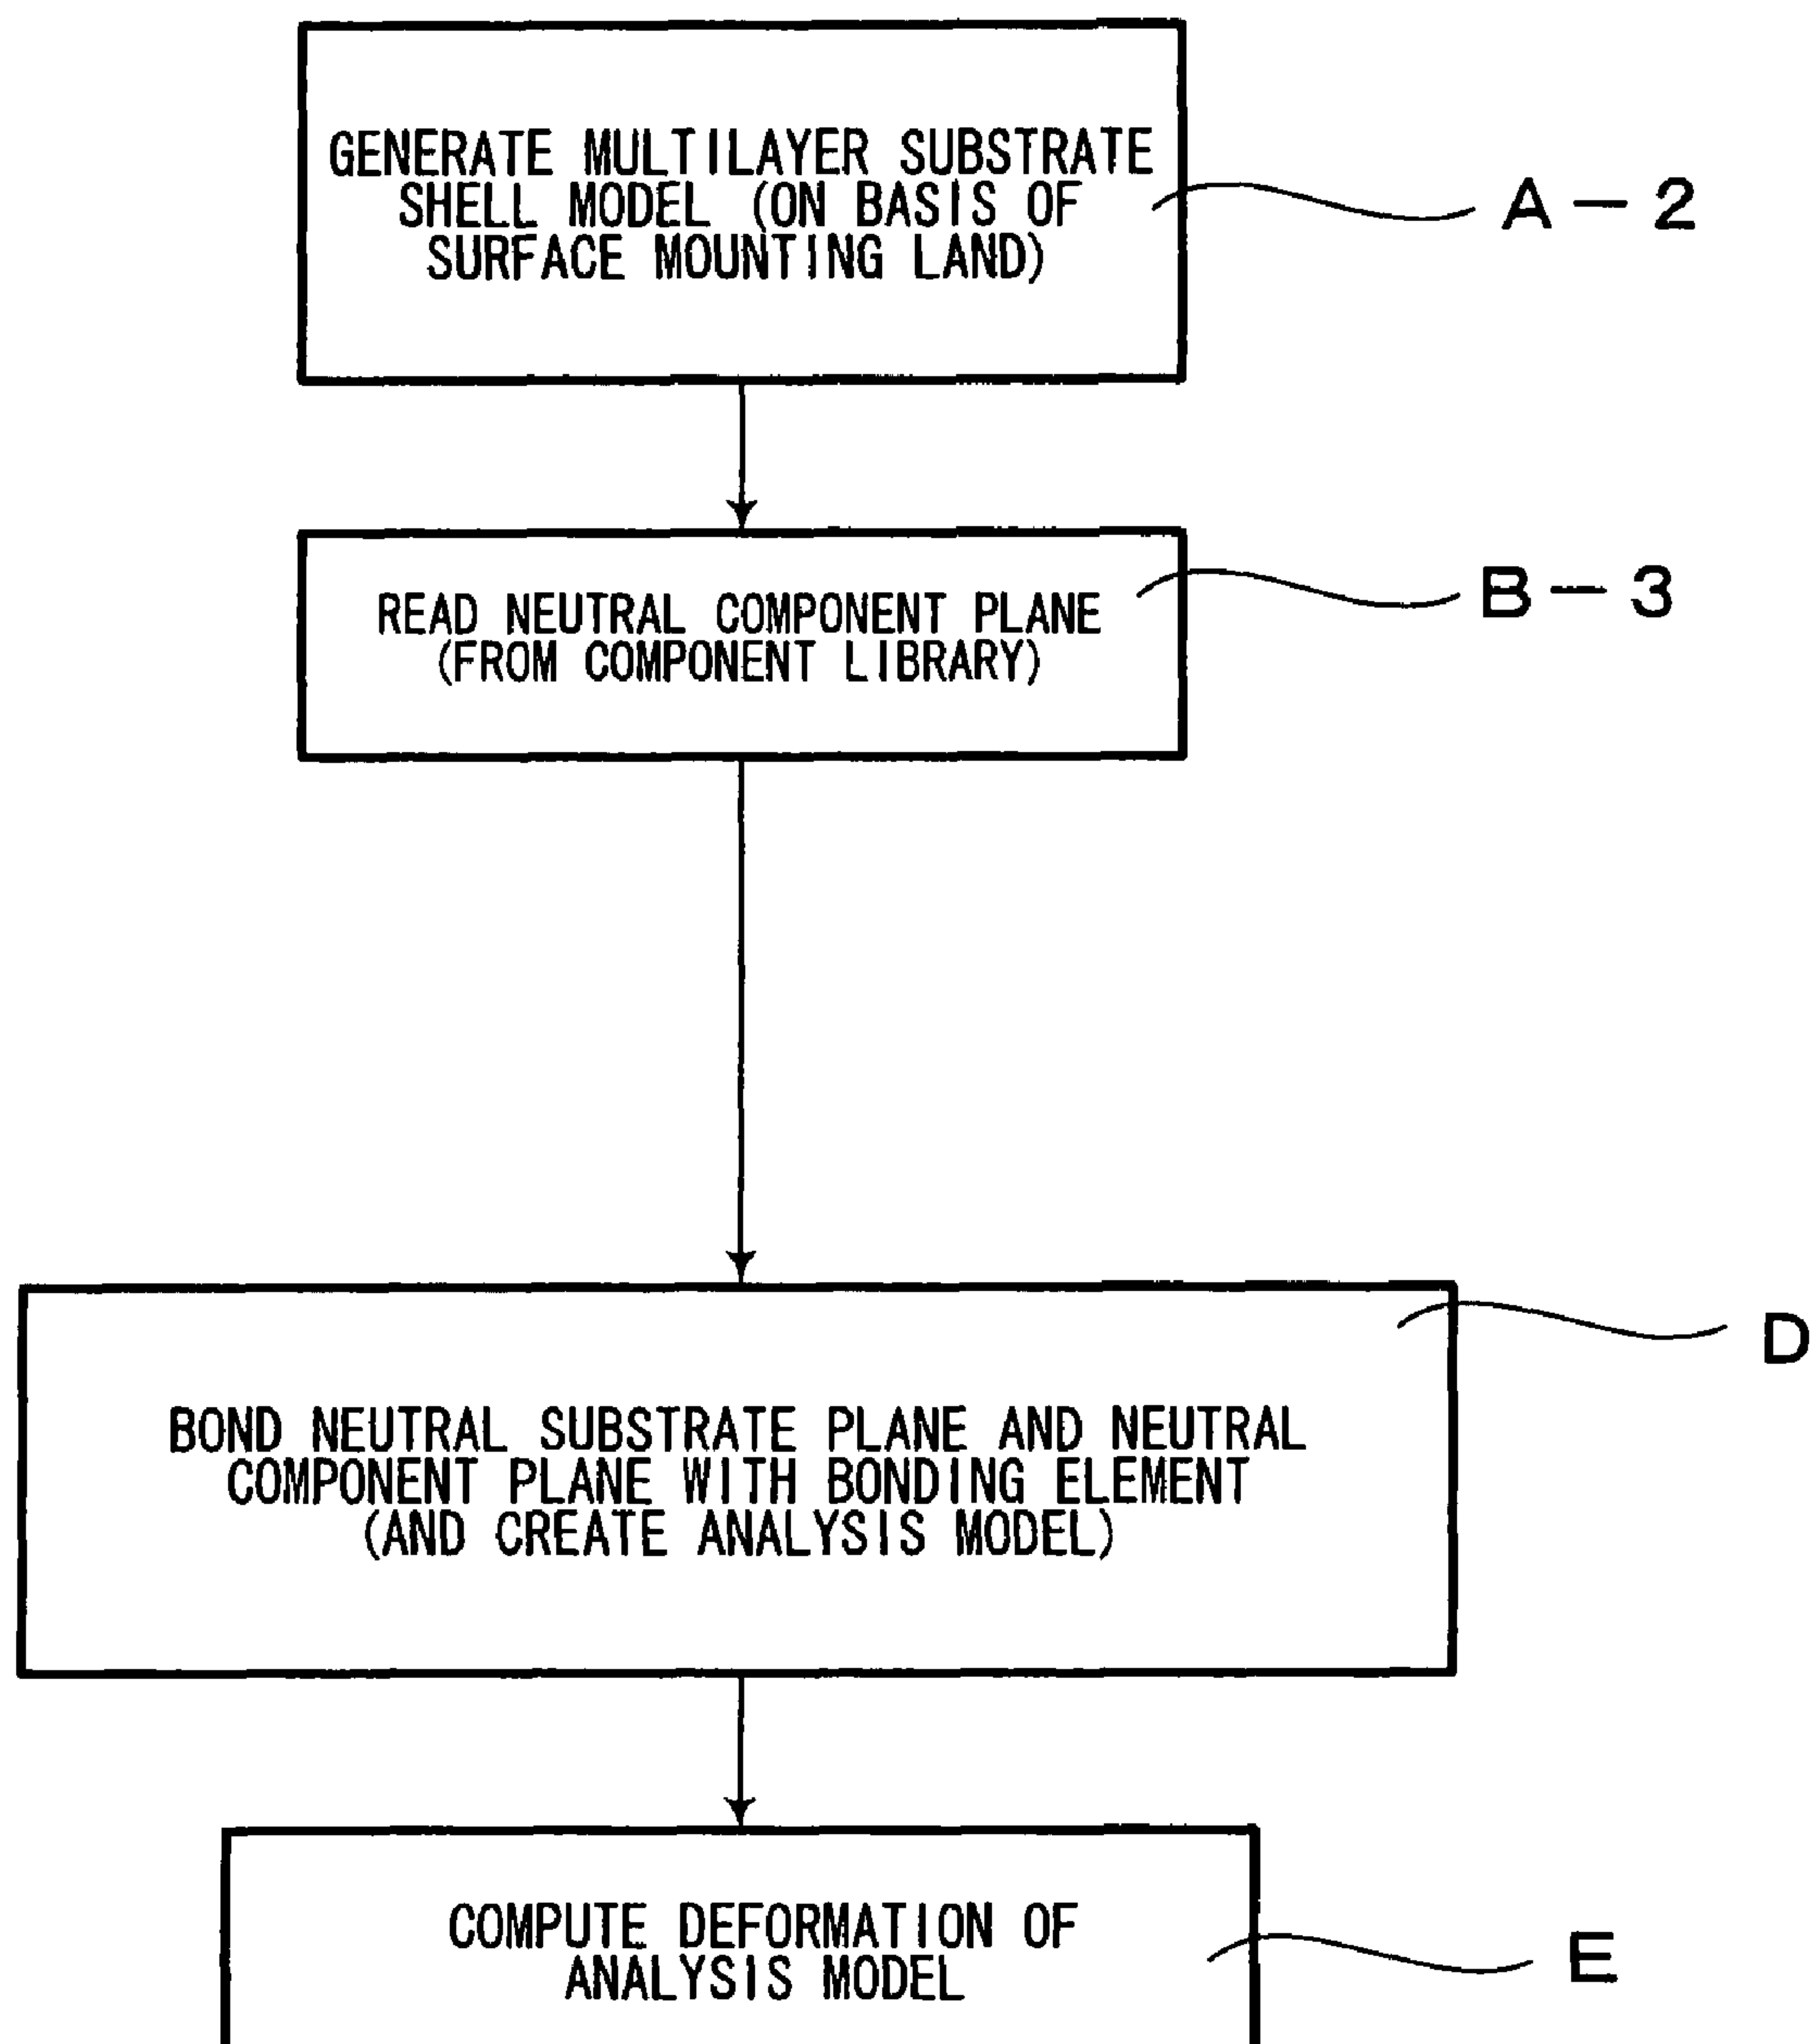 GENERATE MULTILAYER SUBSTRATE
SHELL MODEL (ON BASIS OF
SURFACE MOUNTING LAND)
A-2
READ NEUTRAL COMPONENT PLANE
(FROM COMPONENT LIBRARY)
B-3
D
BOND NEUTRAL SUBSTRATE PLANE AND NEUTRAL
COMPONENT PLANE WITH BONDING ELEMENT
(AND CREATE ANALYSIS MODEL)
COMPUTE DEFORMATION OF
ANALYSIS MODEL
E